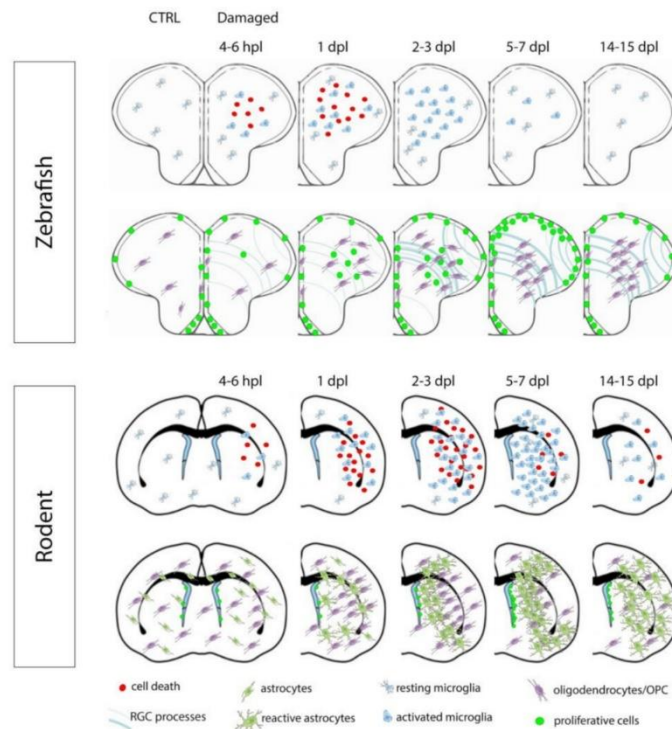 CTRL Damaged
4-6 hpl 1 dpl 2-3 dpl 5-7 dpl 14-15 dpl
Zebrafish
4-6 hpl 1 dpl 2-3 dpl 5-7 dpl 14-15 dpl
Rodent
cell death astrocytes resting microglia oligodendrocytes/OPC
RGC processes reactive astrocytes activated microglia proliferative cells